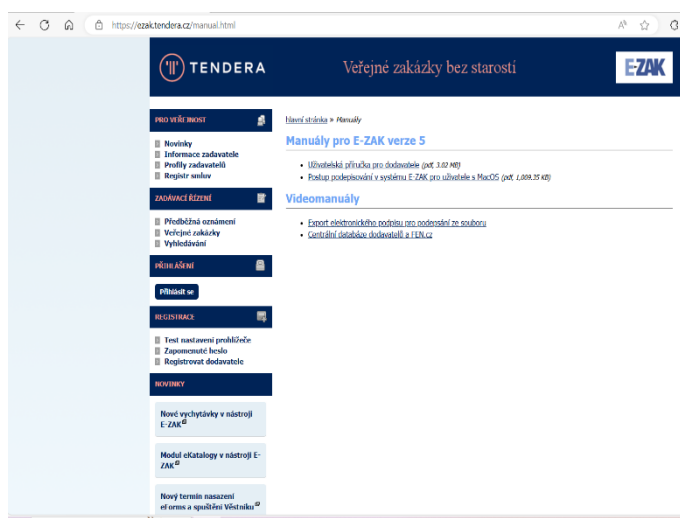 https://ezak.tendera.cz/manual.html
TENDERA
Veřejné zakázky bez starostí
E-ZAK
PRO VEŘEJNOST
Novinky
Informace zadavatele
Profily zadavatelů
Registr smluv
ZADÁVACÍ ŘÍZENÍ
Předběžná oznámení
Veřejné zakázky
Vyhledávání
PŘIHLÁŠENÍ
Přihlásit se
REGISTRACE
Test nastavení prohlížeče
Zapomenuté heslo
Registrovat dodavatele
NOVINKY
Nové vychytávky v nástroji
E-ZAK
Modul eKatalogy v nástroji E-
ZAK
Nový termín nasazení
eForms a spuštění Věstníku
hlavní stránka » Manuály
Manuály pro E-ZAK verze 5
Uživatelská příručka pro dodavatele (pdf, 3.02 MB)
Postup podepisování v systému E-ZAK pro uživatele s MacOS (pdf, 1,009.35 KB)
Videomanuály
Export elektronického podpisu pro podepsání ze souboru
Centrální databáze dodavatelů a FEN.cz